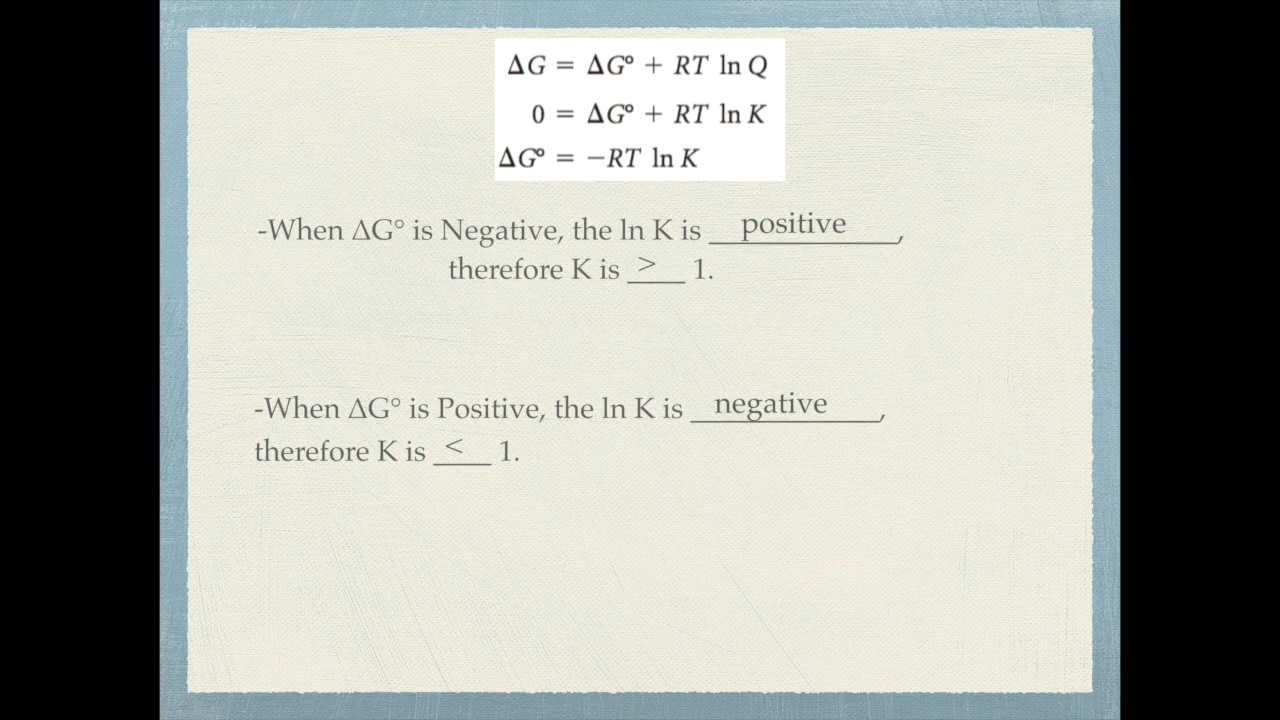 ΔG = ΔG° + RT ln Q
0 = ΔG° + RT ln K
ΔG° = −RT ln K
-When ΔG° is Negative, the ln K is positive,
therefore K is > 1.
-When ΔG° is Positive, the ln K is negative,
therefore K is < 1.